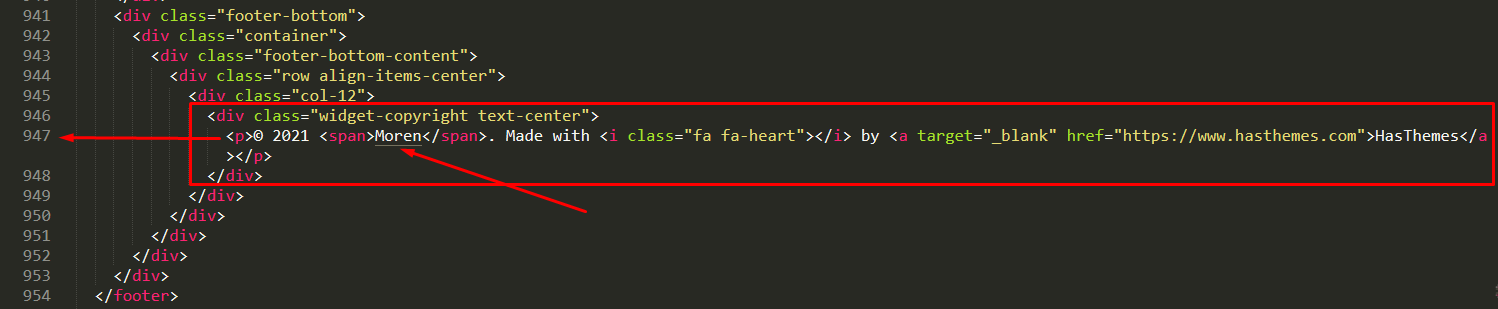 941 <div class="footer-bottom">
942 <div class="container">
943 <div class="footer-bottom-content">
944 <div class="row align-items-center">
945 <div class="col-12">
946 <div class="widget-copyright text-center">
947 <p>© 2021 <span>Moren</span>. Made with <i class="fa fa-heart"></i> by <a target="_blank" href="https://www.hasthemes.com">HasThemes</a
></p>
948 </div>
949 </div>
950 </div>
951 </div>
952 </div>
953 </div>
954 </footer>